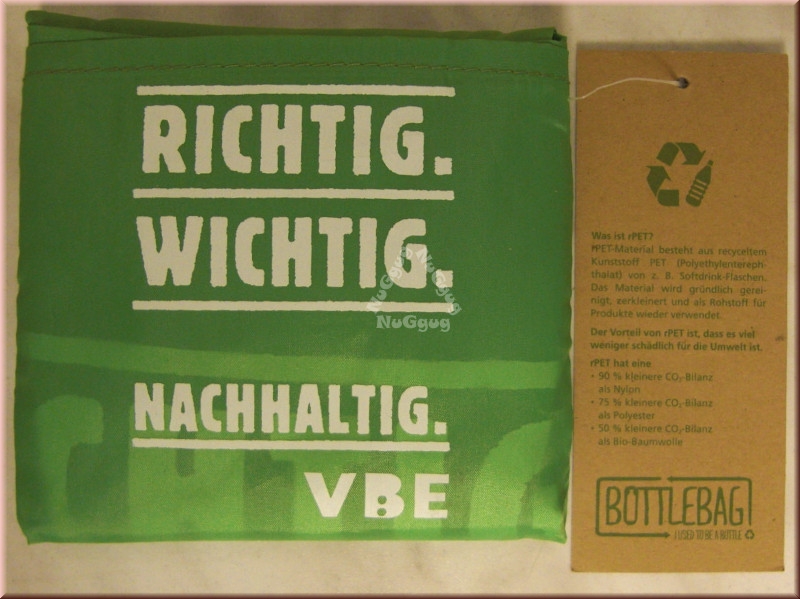 RICHTIG.
WICHTIG.
NACHHALTIG.
VBE
NuGgug NuGgug
NuGgug
Was ist rPET?
rPET-Material besteht aus recyceltem
Kunststoff PET (Polyethylentereph-
thalat) von z. B. Softdrink-Flaschen.
Das Material wird gründlich gerei-
nigt, zerkleinert und als Rohstoff für
Produkte wieder verwendet.
Der Vorteil von rPET ist, dass es viel
weniger schädlich für die Umwelt ist.
rPET hat eine
• 90 % kleinere CO₂-Bilanz
als Nylon
• 75 % kleinere CO₂-Bilanz
als Polyester
• 50 % kleinere CO₂-Bilanz
als Bio-Baumwolle
BOTTLEBAG
I USED TO BE A BOTTLE